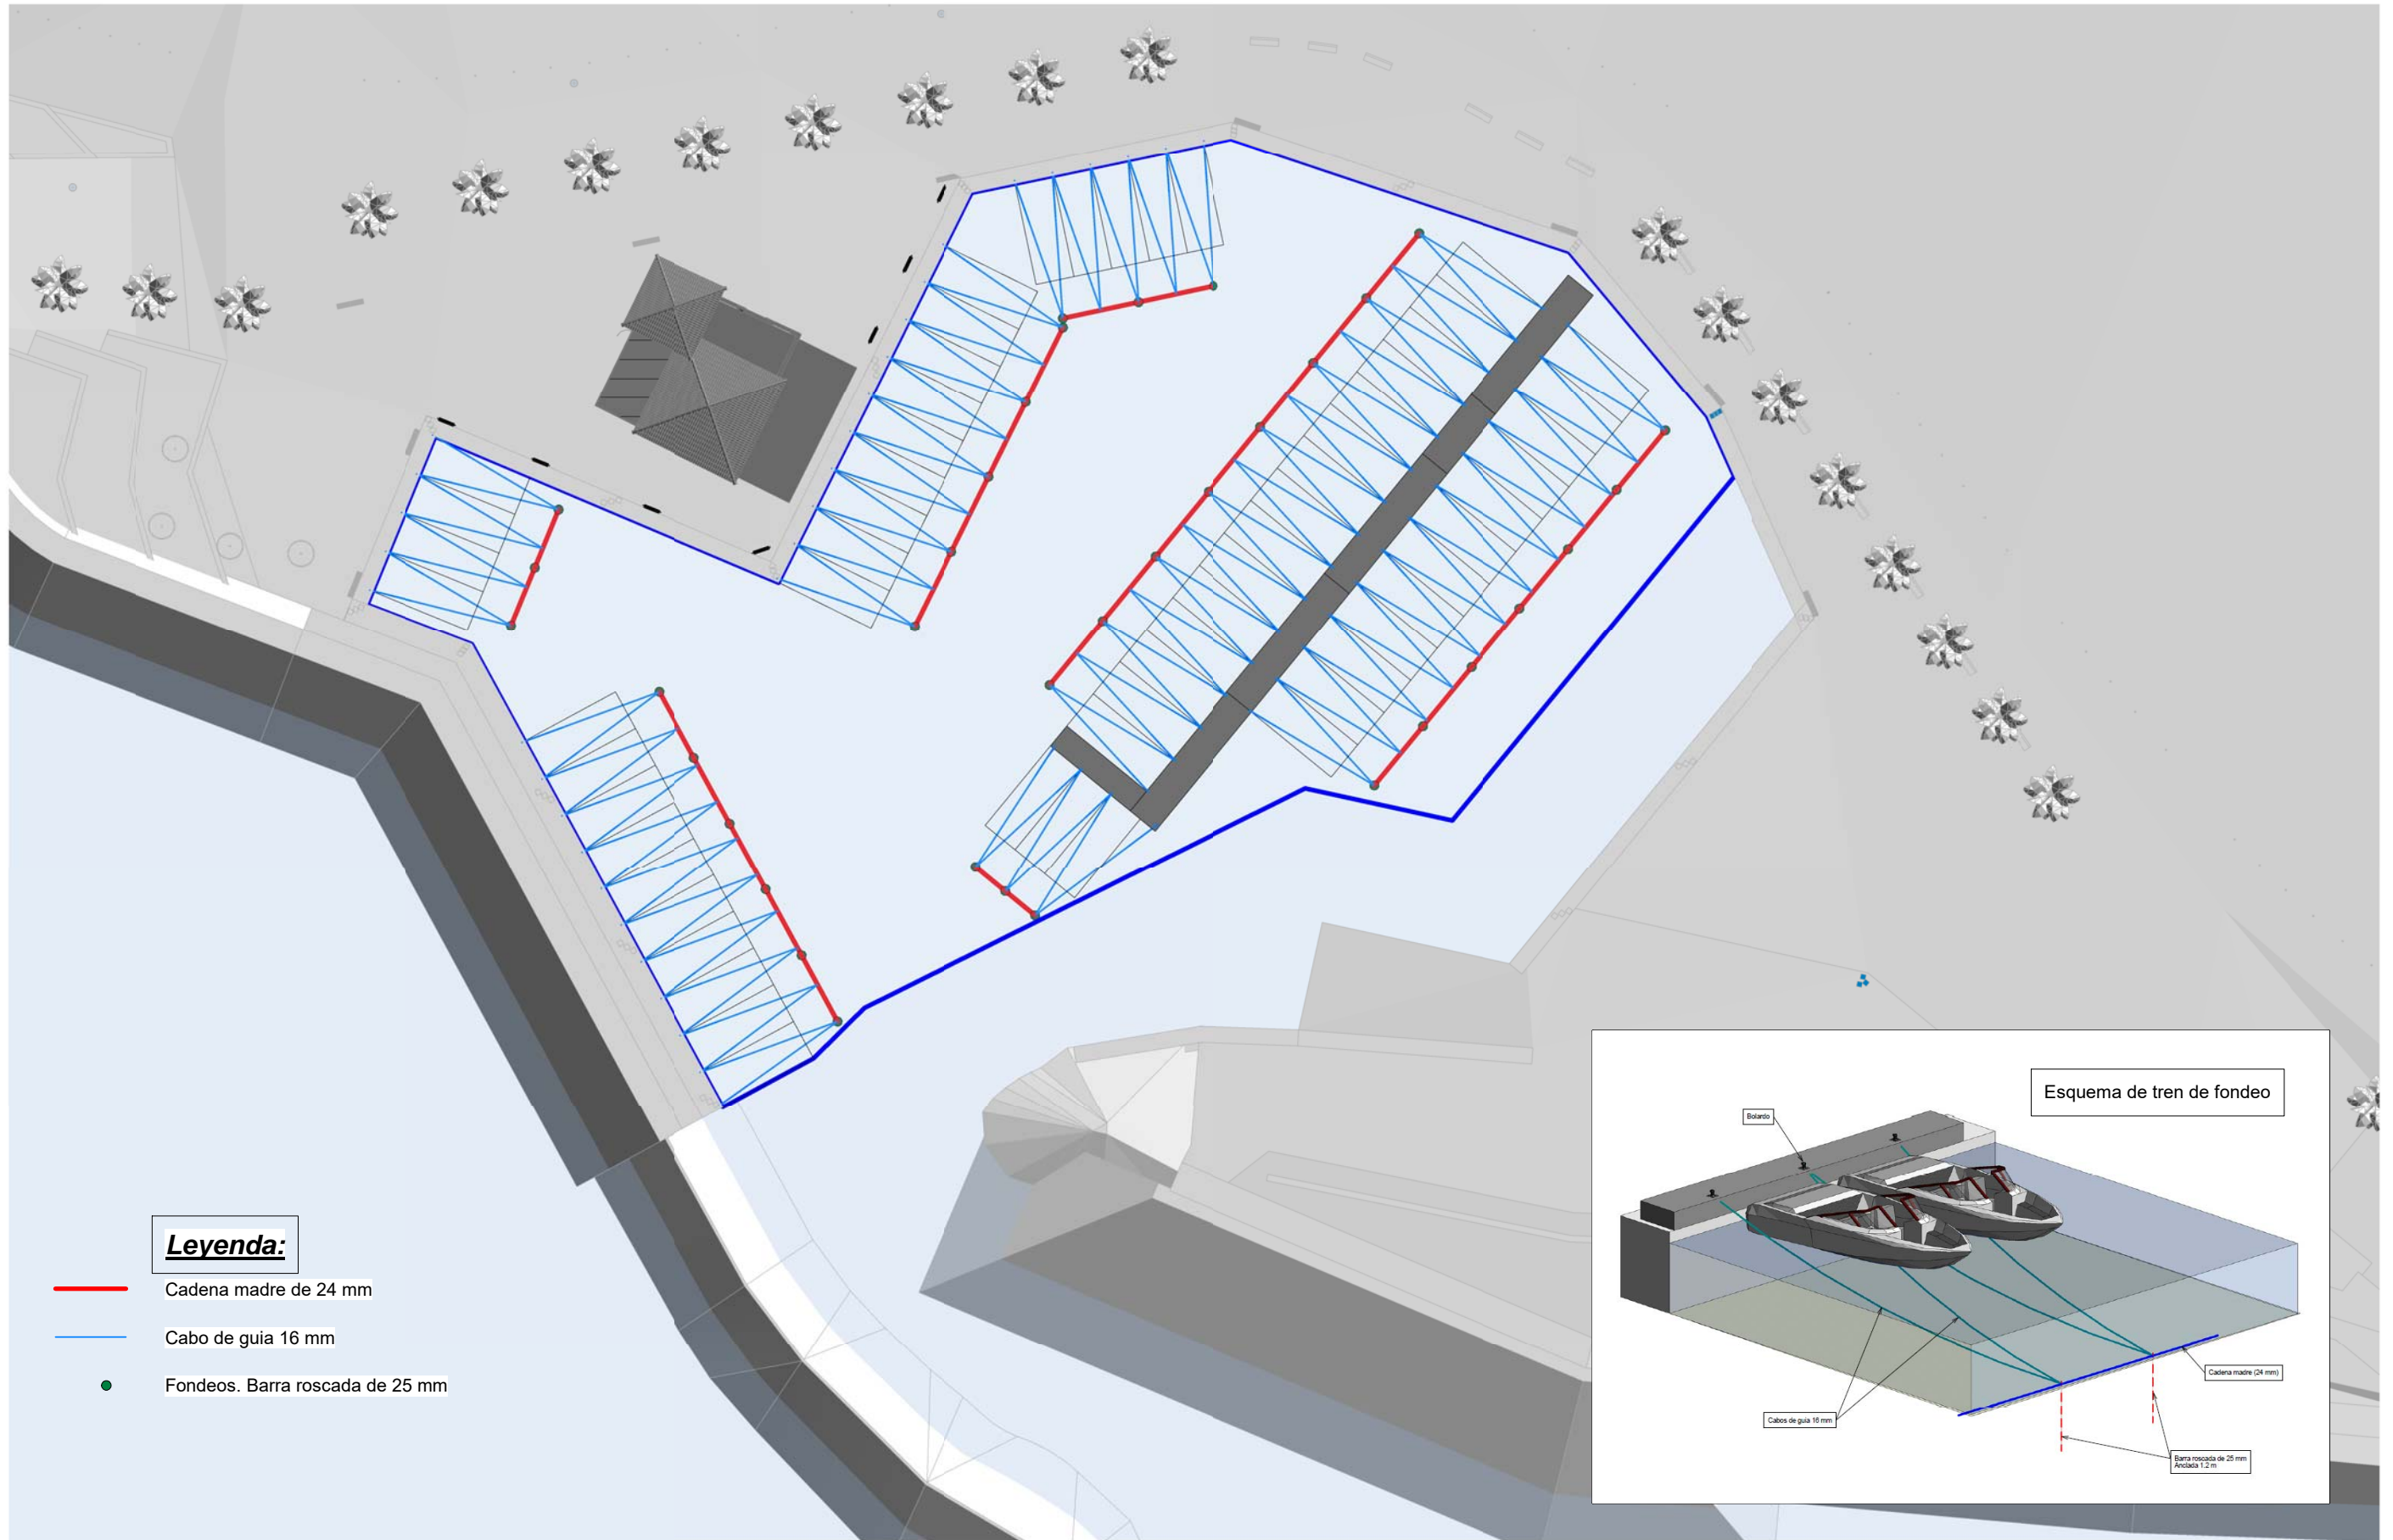 Leyenda:
Cadena madre de 24 mm
Cabo de guia 16 mm
Fondeos. Barra roscada de 25 mm
Esquema de tren de fondeo
Bolardo
Cadena madre (24 mm)
Cabos de guia 16 mm
Barra roscada de 25 mm
Anclada 1.2 m